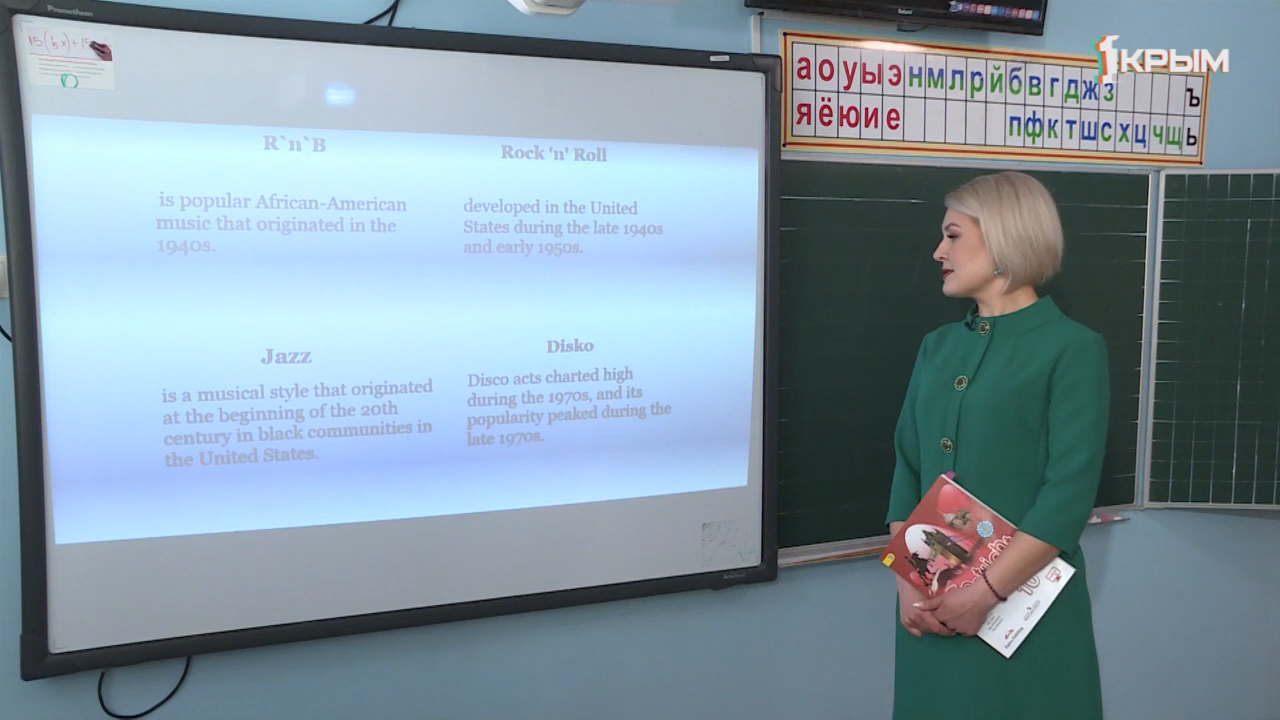 Promethean
15(
1КРЫМ
а о у ы э н м л р й б в г д ж з ъ
я ё ю и е п ф к т ш с х ц ч щ ь
R`n`B
is popular African-American
music that originated in the
1940s.
Rock 'n' Roll
developed in the United
States during the late 1940s
and early 1950s.
Jazz
is a musical style that originated
at the beginning of the 20th
century in black communities in
the United States.
Disko
Disco acts charted high
during the 1970s, and its
popularity peaked during the
late 1970s.
10